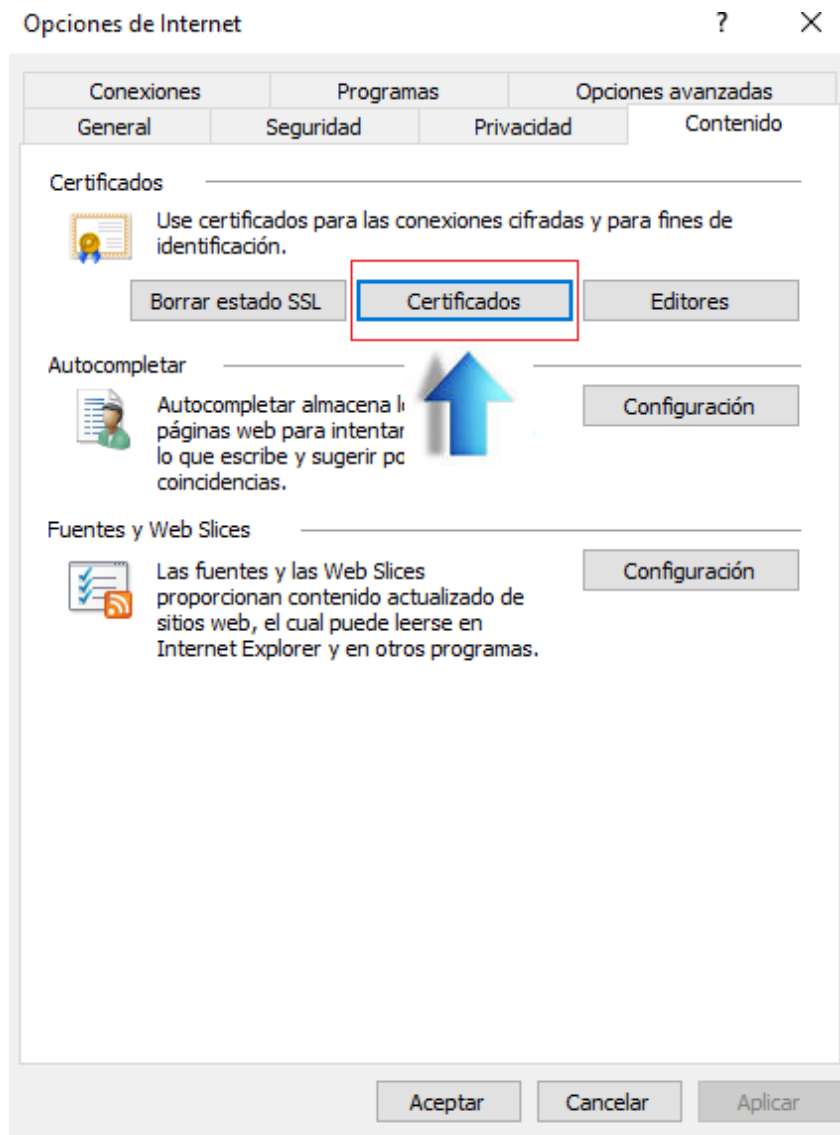 Opciones de Internet ? X
Conexiones Programas Opciones avanzadas
General Seguridad Privacidad Contenido
Certificados
Use certificados para las conexiones cifradas y para fines de
identificación.
Borrar estado SSL Certificados Editores
Autocompletar
Autocompletar almacena
páginas web para intentar
lo que escribe y sugerir
coincidencias.
Configuración
Fuentes y Web Slices
Las fuentes y las Web Slices
proporcionan contenido actualizado de
sitios web, el cual puede leerse en
Internet Explorer y en otros programas.
Configuración
Aceptar Cancelar Aplicar